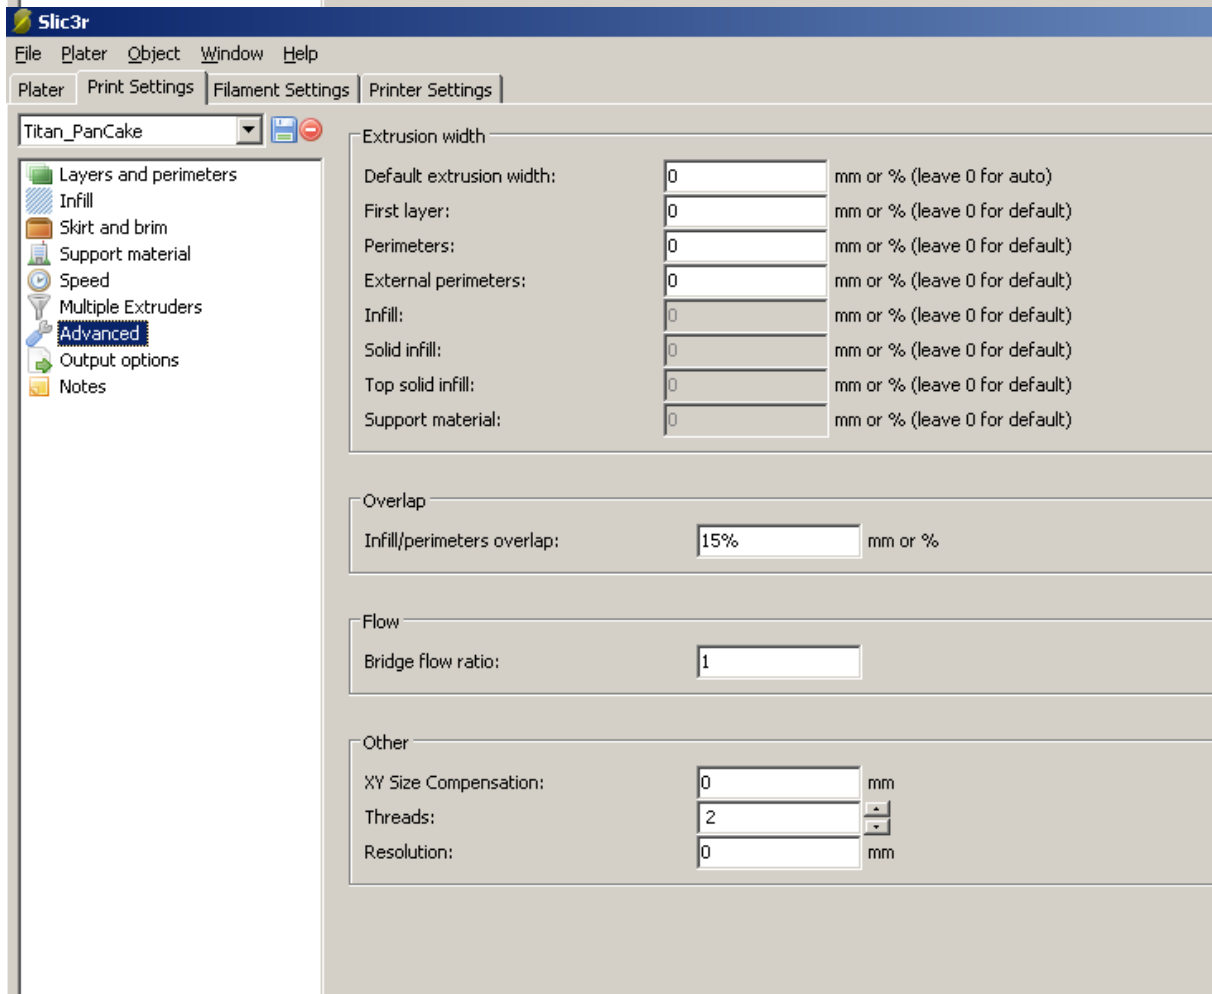 Slic3r
File Plater Object Window Help
Plater Print Settings Filament Settings Printer Settings
Titan_PanCake
Layers and perimeters
Infill
Skirt and brim
Support material
Speed
Multiple Extruders
Advanced
Output options
Notes
Extrusion width
Default extrusion width: 0 mm or % (leave 0 for auto)
First layer: 0 mm or % (leave 0 for default)
Perimeters: 0 mm or % (leave 0 for default)
External perimeters: 0 mm or % (leave 0 for default)
Infill: 0 mm or % (leave 0 for default)
Solid infill: 0 mm or % (leave 0 for default)
Top solid infill: 0 mm or % (leave 0 for default)
Support material: 0 mm or % (leave 0 for default)
Overlap
Infill/perimeters overlap: 15% mm or %
Flow
Bridge flow ratio: 1
Other
XY Size Compensation: 0 mm
Threads: 2
Resolution: 0 mm